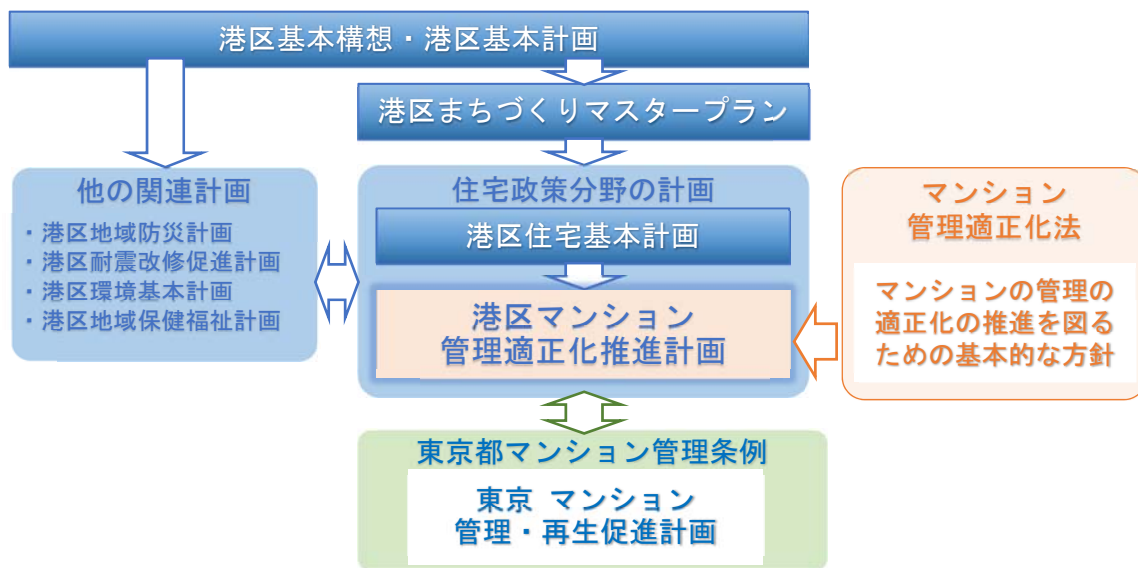 港区基本構想・港区基本計画
港区まちづくりマスタープラン
他の関連計画
・港区地域防災計画
・港区耐震改修促進計画
・港区環境基本計画
・港区地域保健福祉計画
住宅政策分野の計画
港区住宅基本計画
港区マンション
管理適正化推進計画
マンション
管理適正化法
マンションの管理の
適正化の推進を図る
ための基本的な方針
東京都マンション管理条例
東京 マンション
管理・再生促進計画